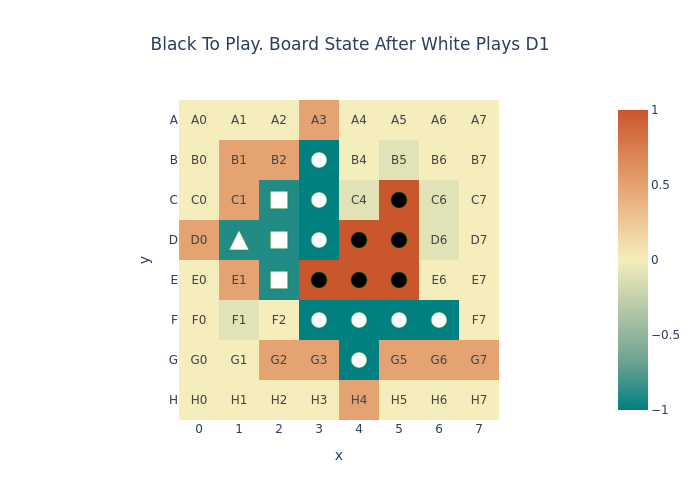 Black To Play. Board State After White Plays D1
A A0 A1 A2 A3 A4 A5 A6 A7
B B0 B1 B2 B4 B5 B6 B7
C C0 C1 C4 C6 C7
D D0 D6 D7
E E0 E1 E6 E7
F F0 F1 F2 F7
G G0 G1 G2 G3 G5 G6 G7
H H0 H1 H2 H3 H4 H5 H6 H7
0 1 2 3 4 5 6 7
x
y
1
0.5
0
−0.5
−1